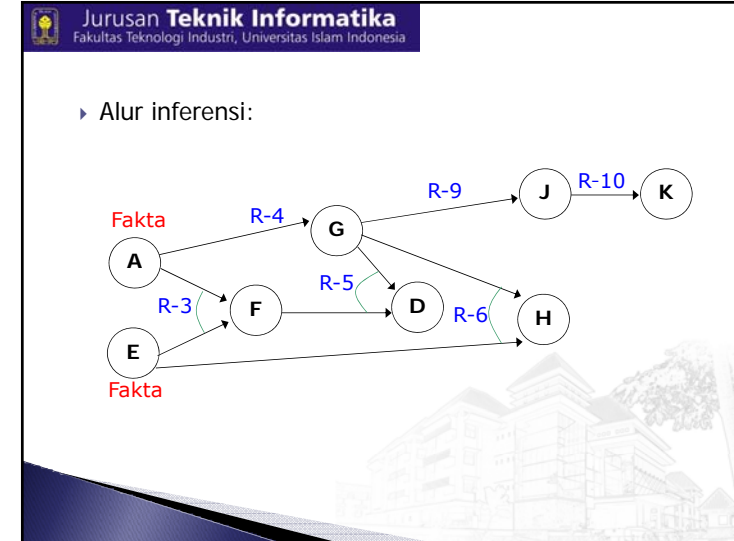 Jurusan Teknik Informatika
Fakultas Teknologi Industri, Universitas Islam Indonesia
Alur inferensi:
R-9
J
R-10
K
Fakta
R-4
G
A
R-5
R-3
F
D
R-6
H
E
Fakta